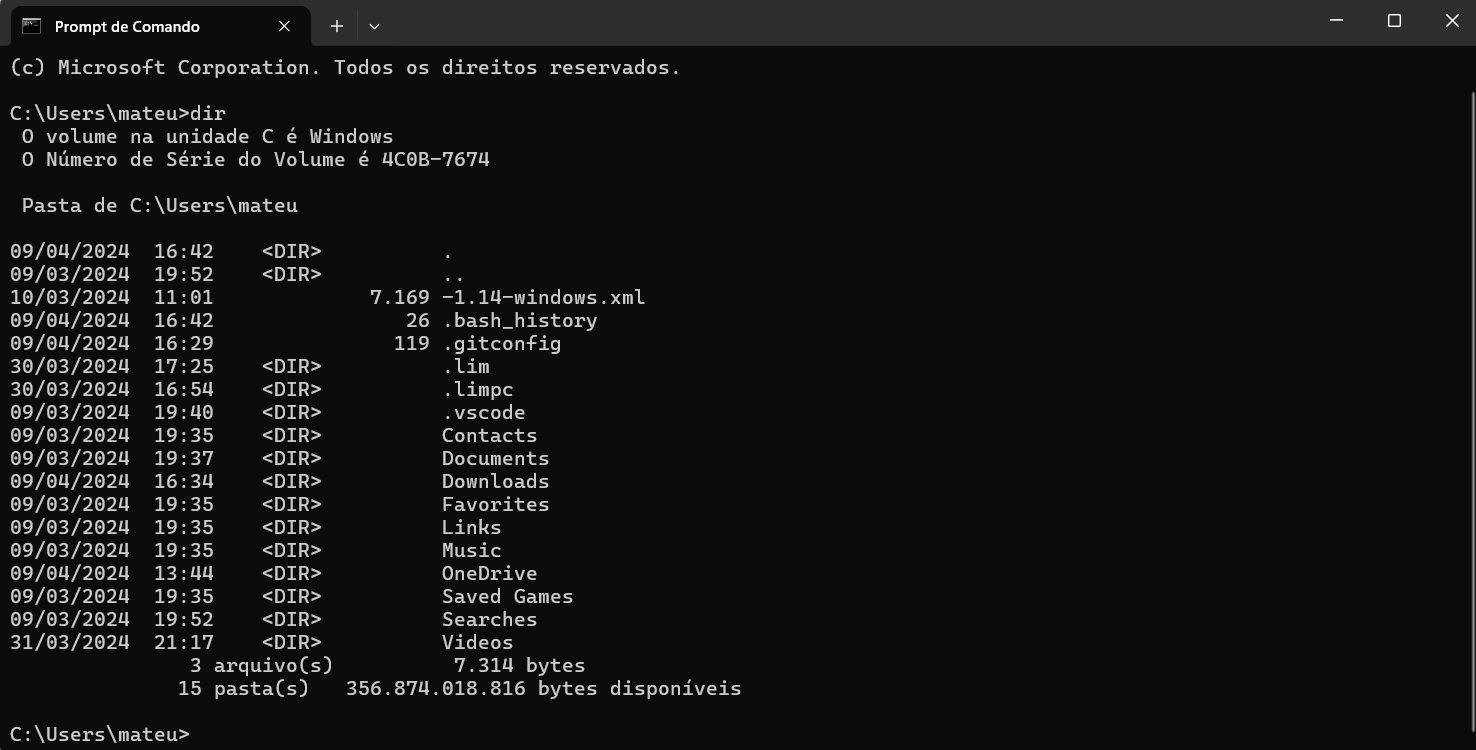 Prompt de Comando
(c) Microsoft Corporation. Todos os direitos reservados.
C:\Users\mateu>dir
 O volume na unidade C é Windows
 O Número de Série do Volume é 4C0B-7674
 Pasta de C:\Users\mateu
09/04/2024  16:42    <DIR>          .
09/03/2024  19:52    <DIR>          ..
10/03/2024  11:01             7.169 -1.14-windows.xml
09/04/2024  16:42                26 .bash_history
09/04/2024  16:29               119 .gitconfig
30/03/2024  17:25    <DIR>          .lim
30/03/2024  16:54    <DIR>          .limpc
09/03/2024  19:40    <DIR>          .vscode
09/03/2024  19:35    <DIR>          Contacts
09/03/2024  19:37    <DIR>          Documents
09/04/2024  16:34    <DIR>          Downloads
09/03/2024  19:35    <DIR>          Favorites
09/03/2024  19:35    <DIR>          Links
09/03/2024  19:35    <DIR>          Music
09/04/2024  13:44    <DIR>          OneDrive
09/03/2024  19:35    <DIR>          Saved Games
09/03/2024  19:52    <DIR>          Searches
31/03/2024  21:17    <DIR>          Videos
               3 arquivo(s)          7.314 bytes
              15 pasta(s)   356.874.018.816 bytes disponíveis
C:\Users\mateu>